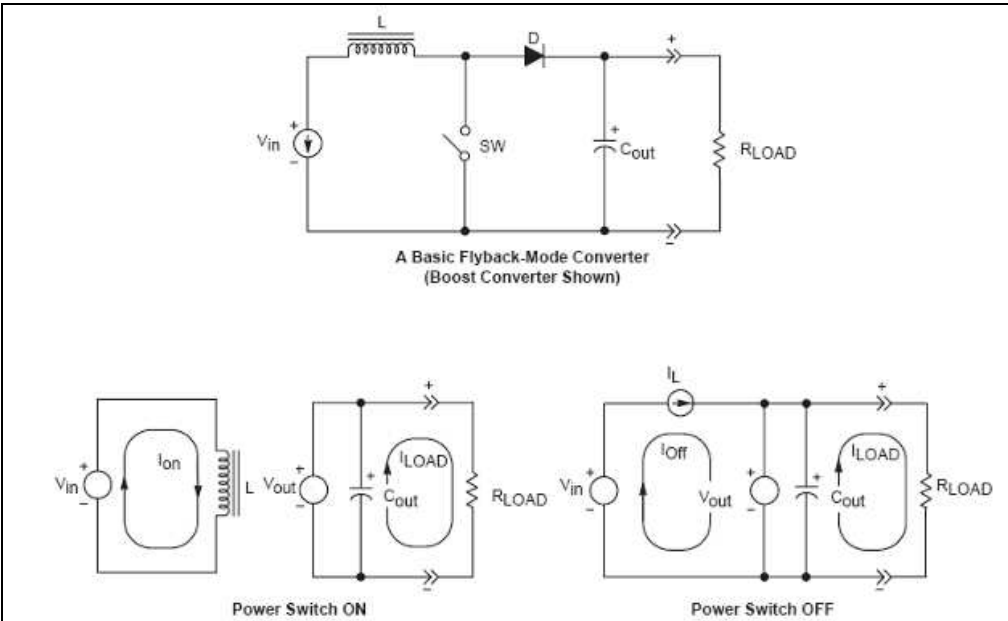 L
D
+
+
Vin
−
SW
+
Cout
RLOAD
−
A Basic Flyback-Mode Converter
(Boost Converter Shown)
+
Vin
−
Ion
L
+
Vout
−
+
Cout
ILOAD
+
RLOAD
−
Power Switch ON
IL
+
Vin
−
IOff
+
Vout
−
+
Cout
ILOAD
+
RLOAD
−
Power Switch OFF